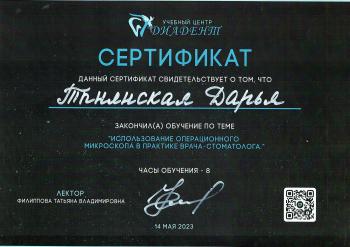 УЧЕБНЫЙ ЦЕНТР
ДИАДЕНТ
СЕРТИФИКАТ
ДАННЫЙ СЕРТИФИКАТ СВИДЕТЕЛЬСТВУЕТ О ТОМ, ЧТО
Тынянская Дарья
ЗАКОНЧИЛ(А) ОБУЧЕНИЕ ПО ТЕМЕ
"ИСПОЛЬЗОВАНИЕ ОПЕРАЦИОННОГО
МИКРОСКОПА В ПРАКТИКЕ ВРАЧА-СТОМАТОЛОГА."
ЧАСЫ ОБУЧЕНИЯ - 8
ЛЕКТОР
ФИЛИППОВА ТАТЬЯНА ВЛАДИМИРОВНА
14 МАЯ 2023